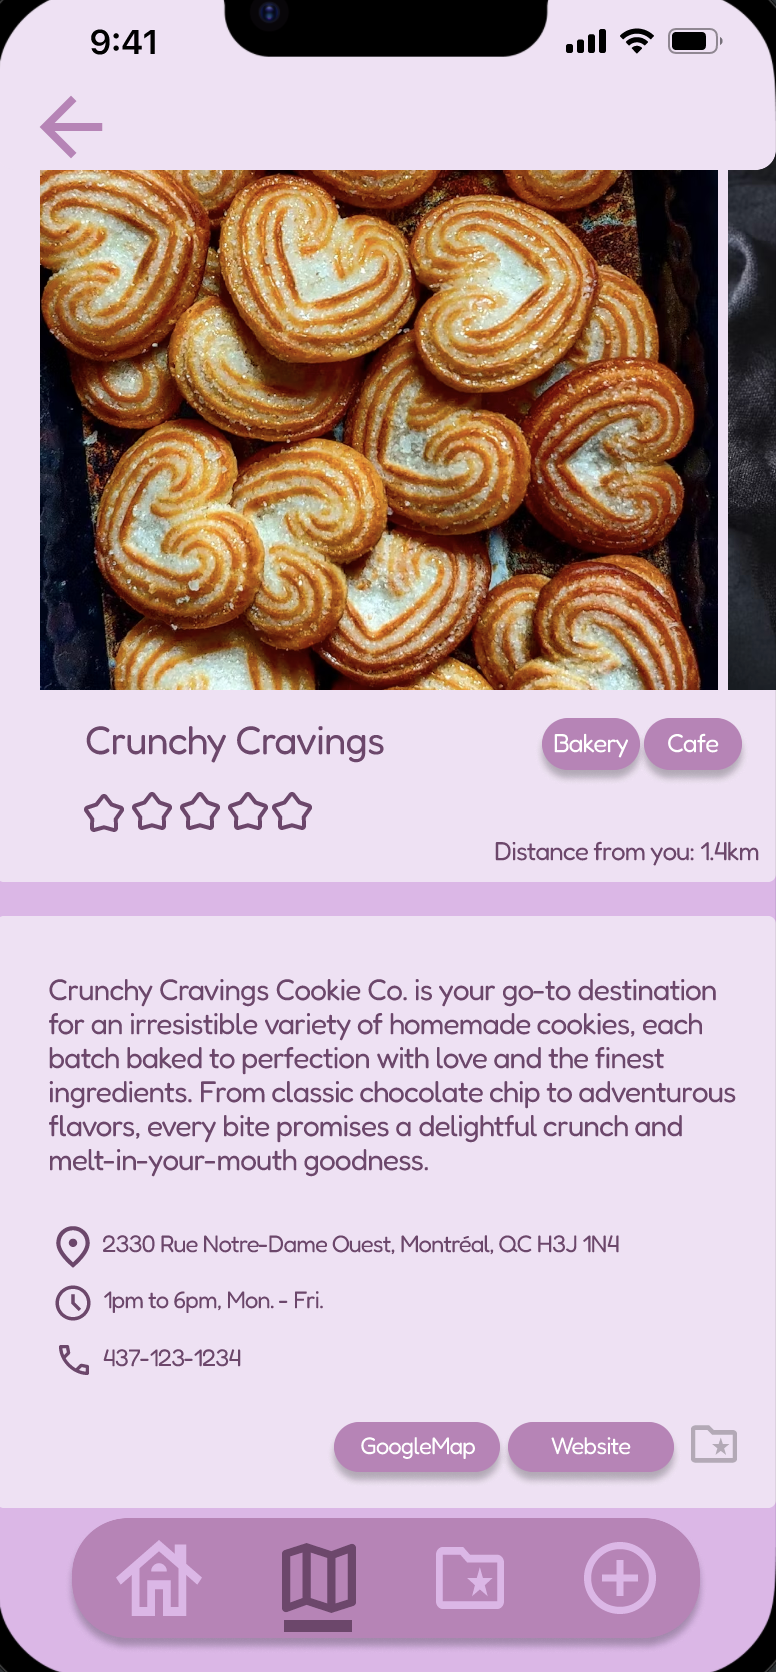 9:41
Crunchy Cravings
Bakery
Cafe
Distance from you: 1.4km
Crunchy Cravings Cookie Co. is your go-to destination
for an irresistible variety of homemade cookies, each
batch baked to perfection with love and the finest
ingredients. From classic chocolate chip to adventurous
flavors, every bite promises a delightful crunch and
melt-in-your-mouth goodness.
2330 Rue Notre-Dame Ouest, Montréal, QC H3J 1N4
1pm to 6pm, Mon. - Fri.
437-123-1234
GoogleMap
Website